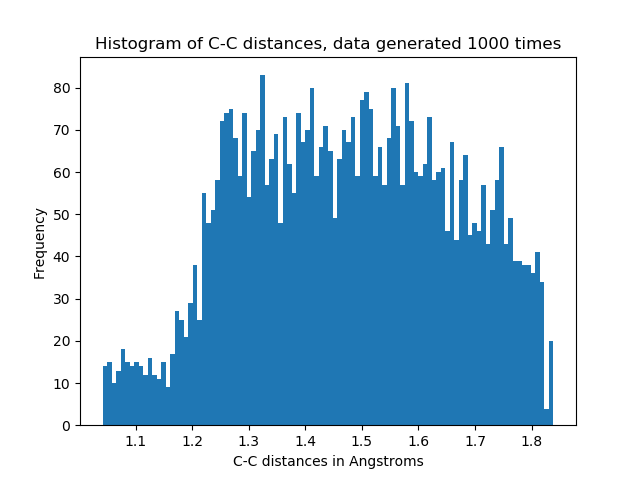 Histogram of C-C distances, data generated 1000 times
80
70
60
50
40
30
20
10
0
Frequency
1.1 1.2 1.3 1.4 1.5 1.6 1.7 1.8
C-C distances in Angstroms